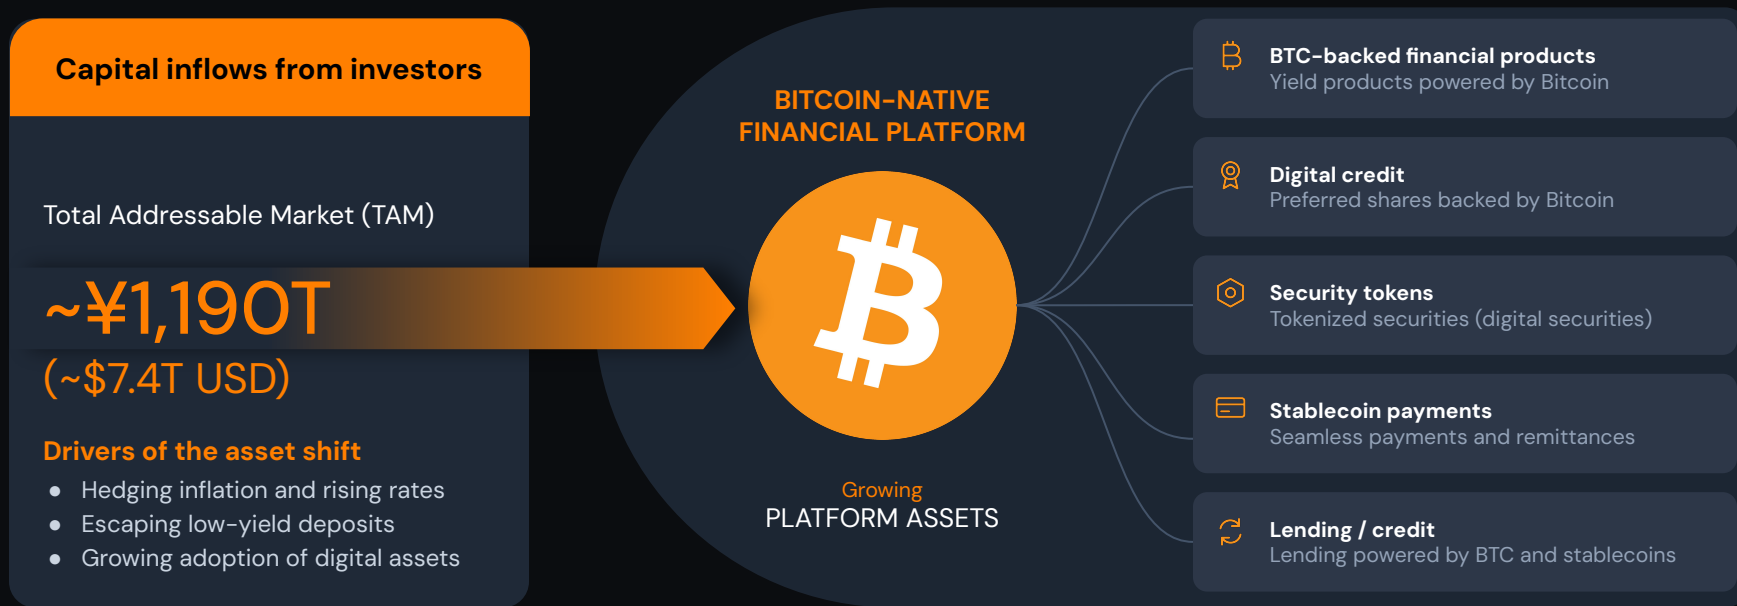 Capital inflows from investors
Total Addressable Market (TAM)
~¥1,190T
(~$7.4T USD)
Drivers of the asset shift
● Hedging inflation and rising rates
● Escaping low-yield deposits
● Growing adoption of digital assets
BITCOIN-NATIVE
FINANCIAL PLATFORM
Growing
PLATFORM ASSETS
BTC-backed financial products
Yield products powered by Bitcoin
Digital credit
Preferred shares backed by Bitcoin
Security tokens
Tokenized securities (digital securities)
Stablecoin payments
Seamless payments and remittances
Lending / credit
Lending powered by BTC and stablecoins